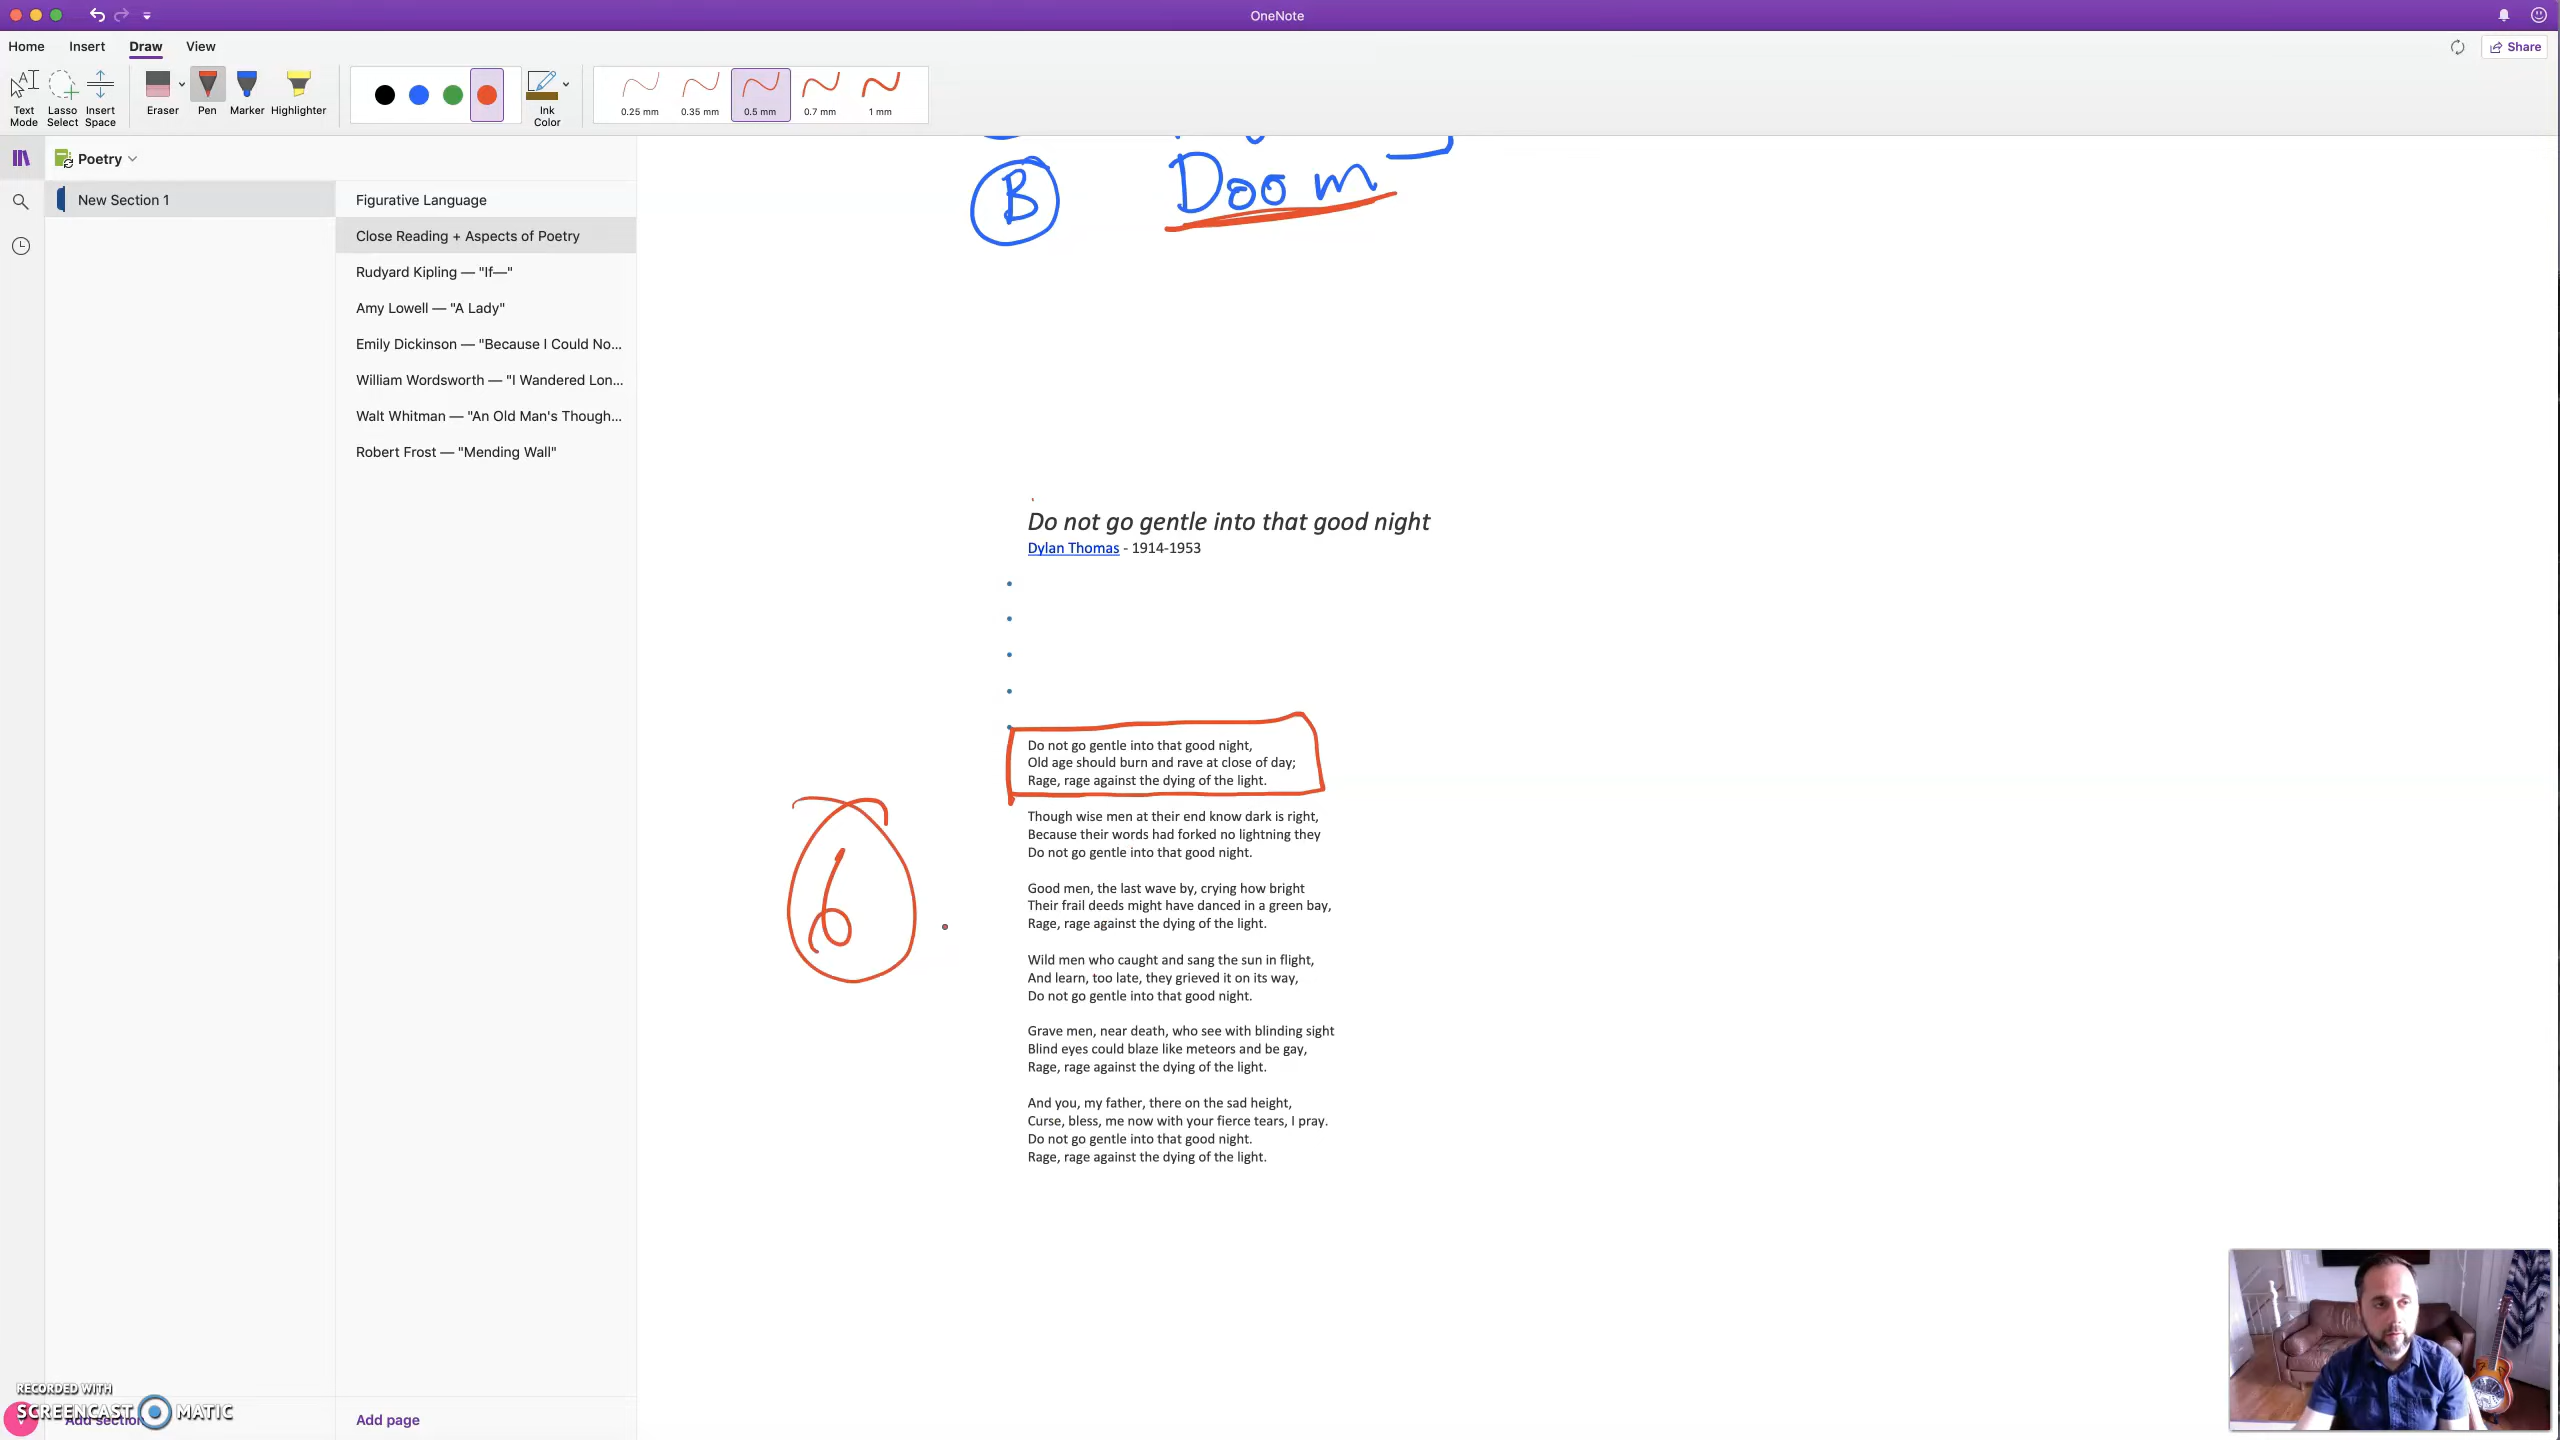 OneNote
Home Insert Draw View
Share
Text Mode
Lasso Select
Insert Space
Eraser
Pen
Marker
Highlighter
Ink Color
0.25 mm
0.35 mm
0.5 mm
0.7 mm
1 mm
Poetry
New Section 1
Figurative Language
Close Reading + Aspects of Poetry
Rudyard Kipling — "If—"
Amy Lowell — "A Lady"
Emily Dickinson — "Because I Could No...
William Wordsworth — "I Wandered Lon...
Walt Whitman — "An Old Man's Though...
Robert Frost — "Mending Wall"
B Doom
Do not go gentle into that good night
Dylan Thomas - 1914-1953
Do not go gentle into that good night,
Old age should burn and rave at close of day;
Rage, rage against the dying of the light.
6
Though wise men at their end know dark is right,
Because their words had forked no lightning they
Do not go gentle into that good night.
Good men, the last wave by, crying how bright
Their frail deeds might have danced in a green bay,
Rage, rage against the dying of the light.
Wild men who caught and sang the sun in flight,
And learn, too late, they grieved it on its way,
Do not go gentle into that good night.
Grave men, near death, who see with blinding sight
Blind eyes could blaze like meteors and be gay,
Rage, rage against the dying of the light.
And you, my father, there on the sad height,
Curse, bless, me now with your fierce tears, I pray.
Do not go gentle into that good night.
Rage, rage against the dying of the light.
RECORDED WITH
SCREENCAST MATIC
Add section
Add page